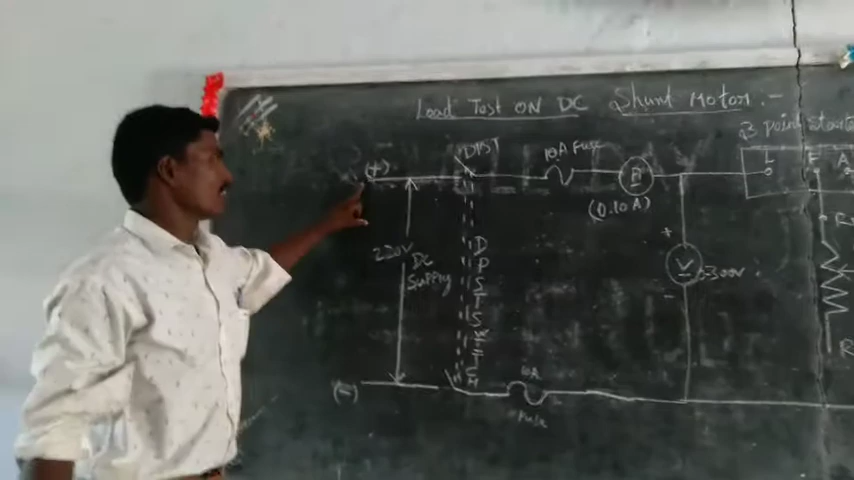 Load Test ON DC Shunt Motor :-
3 point starter
(+)
DPST
10A Fuse
A
(0.10A)
L F A
220V DC
Supply
DPST
+
V
0-300V
-
(-)
10A
Fuse